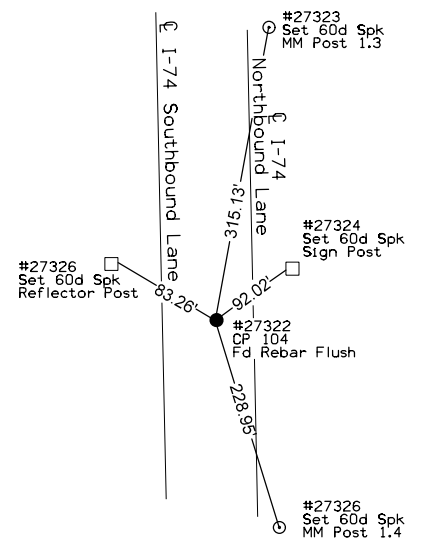 #27323
Set 60d Spk
MM Post 1.3
℄ I-74 Southbound Lane
℄ I-74
Northbound Lane
315.13'
#27324
Set 60d Spk
Sign Post
#27326
Set 60d Spk
Reflector Post
83.26'
92.02'
#27322
CP 104
Fd Rebar Flush
228.95'
#27326
Set 60d Spk
MM Post 1.4